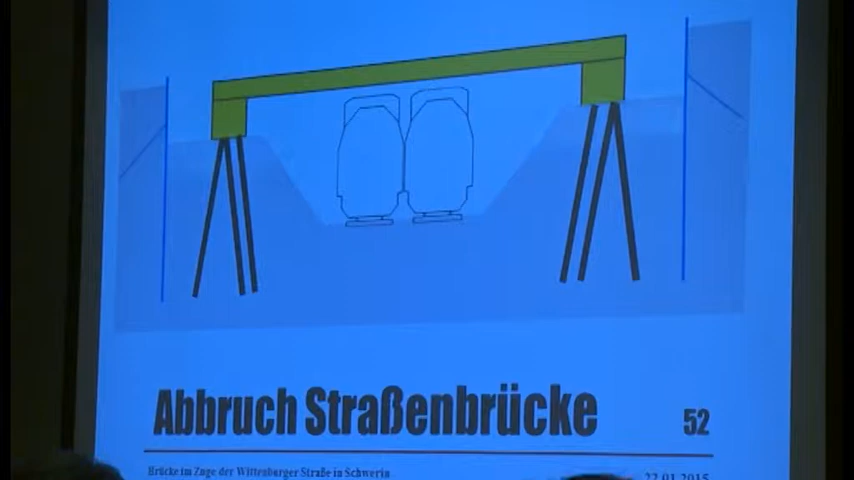 Abbruch Straßenbrücke
52
Brücke im Zuge der Wittenburger Straße in Schwerin
22.01.2015